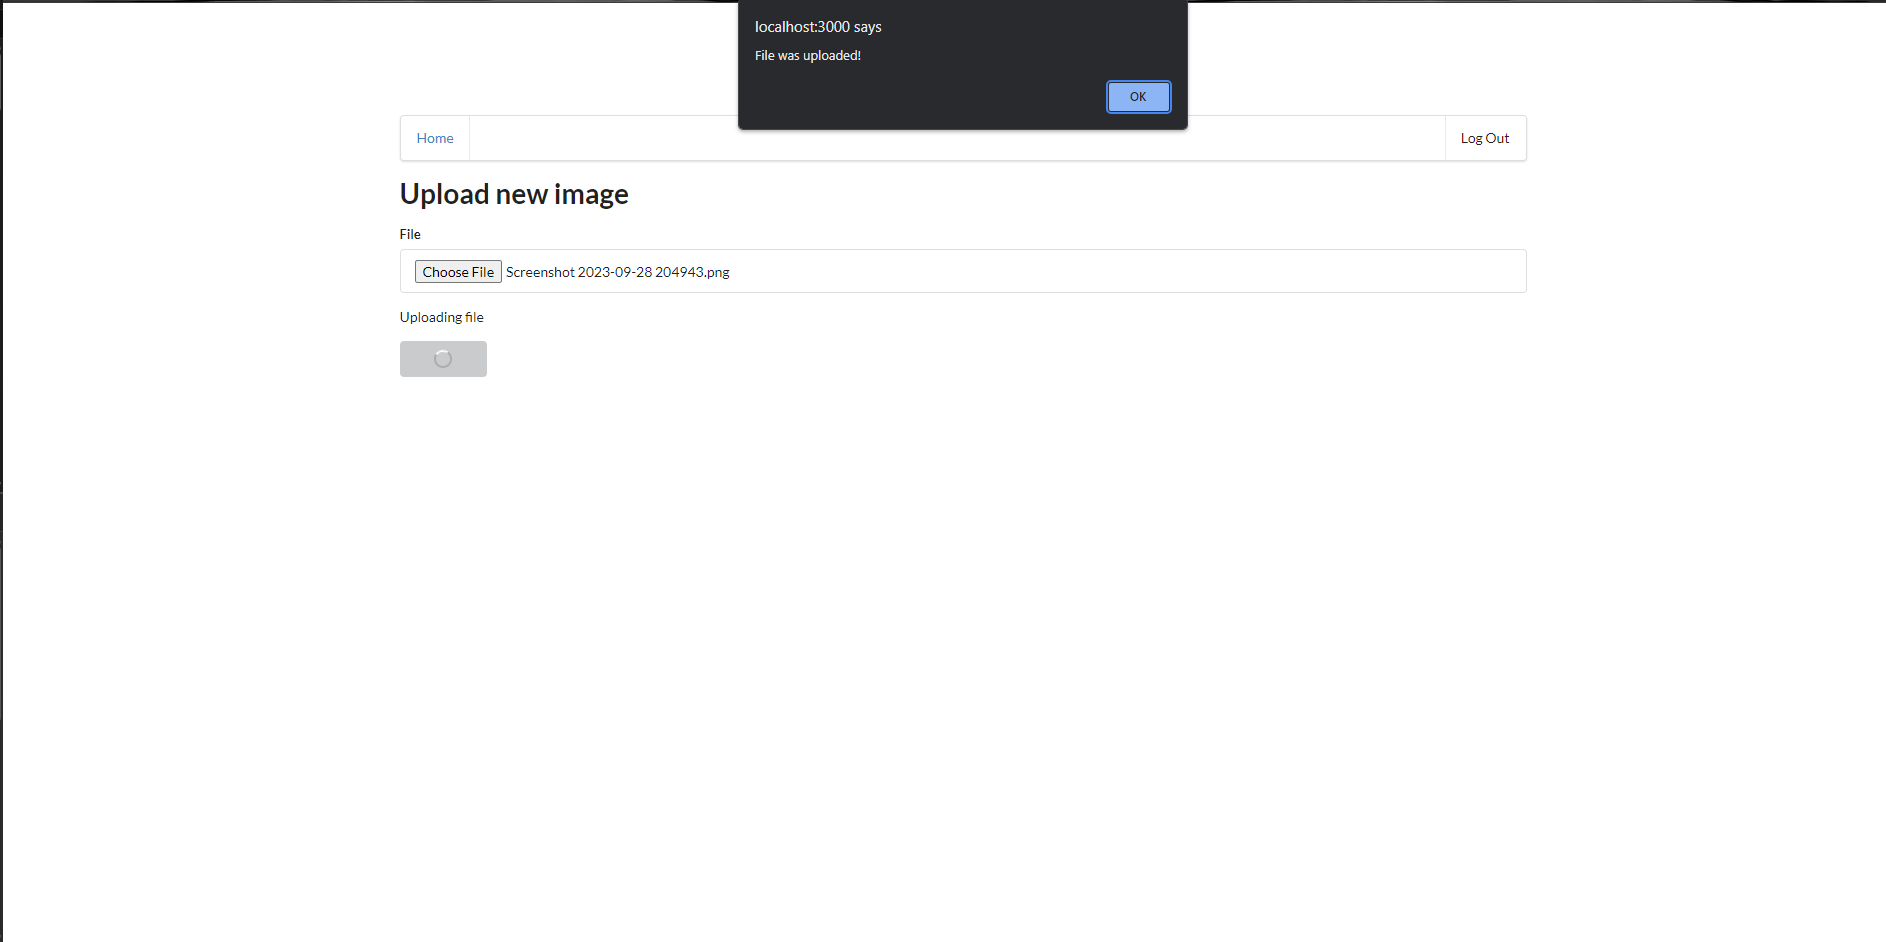 localhost:3000 says
File was uploaded!
OK
Home
Log Out
Upload new image
File
Choose File Screenshot 2023-09-28 204943.png
Uploading file